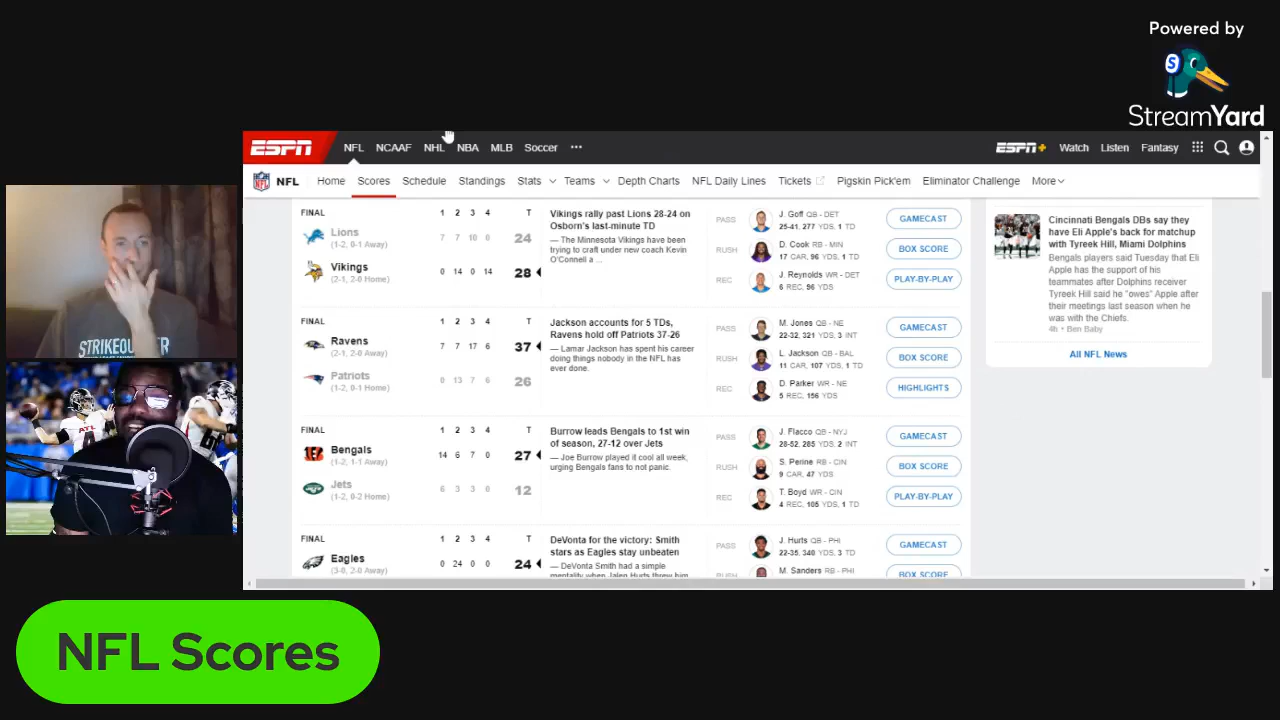 Powered by
StreamYard
ESPN NFL NCAAF NHL NBA MLB Soccer ••• ESPN+ Watch Listen Fantasy
NFL Home Scores Schedule Standings Stats Teams Depth Charts NFL Daily Lines Tickets Pigskin Pick'em Eliminator Challenge More
FINAL 1 2 3 4 T
Lions 7 7 10 0 24
(1-2, 0-1 Away)
Vikings 0 14 0 14 28
(2-1, 2-0 Home)
Vikings rally past Lions 28-24 on
Osborn's last-minute TD
— The Minnesota Vikings have been
trying to craft under new coach Kevin
O'Connell a ...
PASS J. Goff QB - DET
25-41, 277 YDS, 1 TD
RUSH D. Cook RB - MIN
17 CAR, 96 YDS, 1 TD
REC J. Reynolds WR - DET
6 REC, 96 YDS
GAMECAST
BOX SCORE
PLAY-BY-PLAY
FINAL 1 2 3 4 T
Ravens 7 7 17 6 37
(2-1, 2-0 Away)
Patriots 0 13 7 6 26
(1-2, 0-1 Home)
Jackson accounts for 5 TDs,
Ravens hold off Patriots 37-26
— Lamar Jackson has spent his career
doing things nobody in the NFL has
ever done.
PASS M. Jones QB - NE
22-32, 321 YDS, 3 INT
RUSH L. Jackson QB - BAL
11 CAR, 107 YDS, 1 TD
REC D. Parker WR - NE
5 REC, 156 YDS
GAMECAST
BOX SCORE
HIGHLIGHTS
FINAL 1 2 3 4 T
Bengals 14 6 7 0 27
(1-2, 1-1 Away)
Jets 6 3 3 0 12
(1-2, 0-2 Home)
Burrow leads Bengals to 1st win
of season, 27-12 over Jets
— Joe Burrow played it cool all week,
urging Bengals fans to not panic.
PASS J. Flacco QB - NYJ
28-52, 285 YDS, 2 INT
RUSH S. Perine RB - CIN
9 CAR, 47 YDS
REC T. Boyd WR - CIN
4 REC, 105 YDS, 1 TD
GAMECAST
BOX SCORE
PLAY-BY-PLAY
FINAL 1 2 3 4 T
Eagles 0 24 0 0 24
(3-0, 2-0 Away)
DeVonta for the victory: Smith
stars as Eagles stay unbeaten
— DeVonta Smith had a simple
mentality when Jalen Hurts threw him
PASS J. Hurts QB - PHI
22-35, 340 YDS, 3 TD
RUSH M. Sanders RB - PHI
GAMECAST
BOX SCORE
Cincinnati Bengals DBs say they
have Eli Apple's back for matchup
with Tyreek Hill, Miami Dolphins
Bengals players said Tuesday that Eli
Apple has the support of his
teammates after Dolphins receiver
Tyreek Hill said he "owes" Apple after
their meetings last season when he
was with the Chiefs.
4h • Ben Baby
All NFL News
NFL Scores